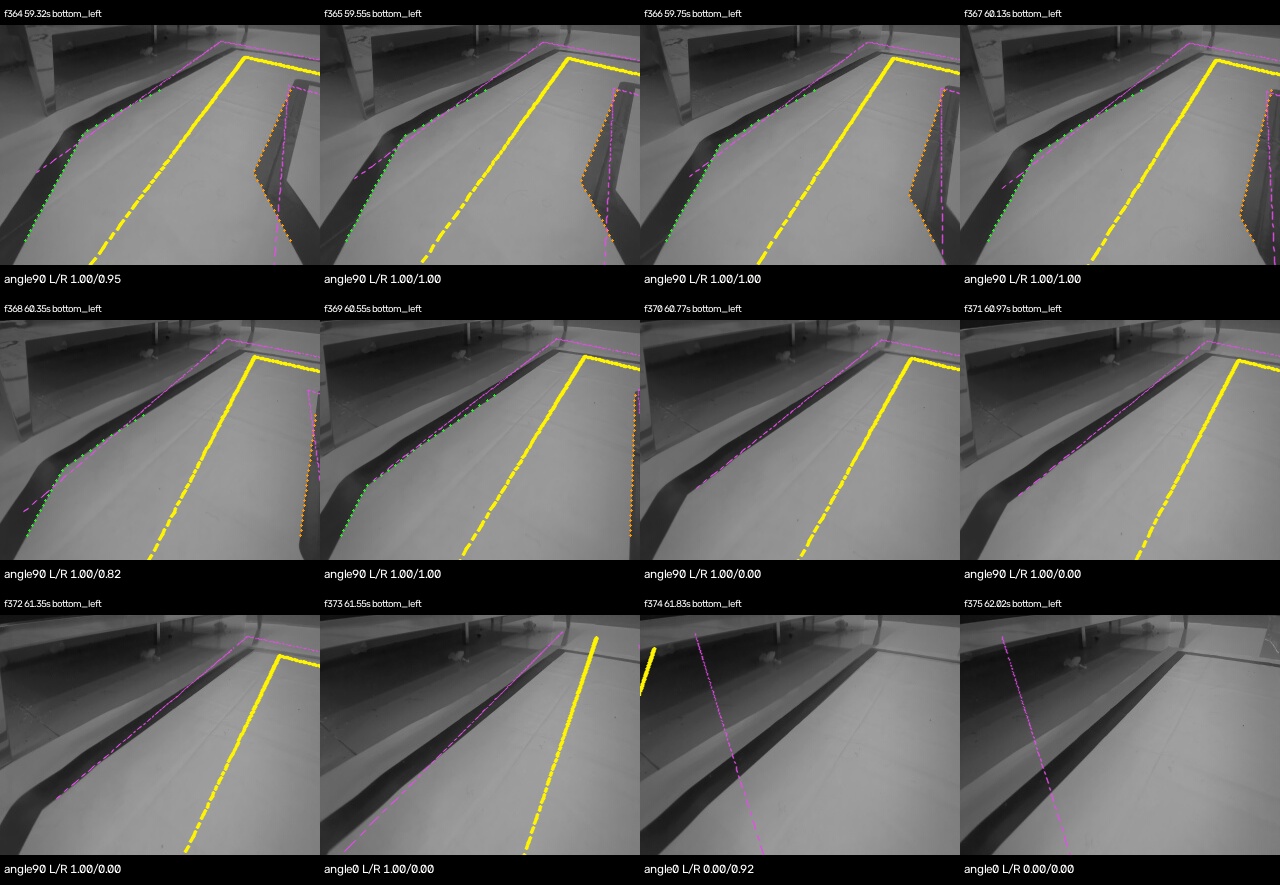 f364 59.32s bottom_left
f365 59.55s bottom_left
f366 59.75s bottom_left
f367 60.13s bottom_left
angle90 L/R 1.00/0.95
angle90 L/R 1.00/1.00
angle90 L/R 1.00/1.00
angle90 L/R 1.00/1.00
f368 60.35s bottom_left
f369 60.55s bottom_left
f370 60.77s bottom_left
f371 60.97s bottom_left
angle90 L/R 1.00/0.82
angle90 L/R 1.00/1.00
angle90 L/R 1.00/0.00
angle90 L/R 1.00/0.00
f372 61.35s bottom_left
f373 61.55s bottom_left
f374 61.83s bottom_left
f375 62.02s bottom_left
angle90 L/R 1.00/0.00
angle0 L/R 1.00/0.00
angle0 L/R 0.00/0.92
angle0 L/R 0.00/0.00